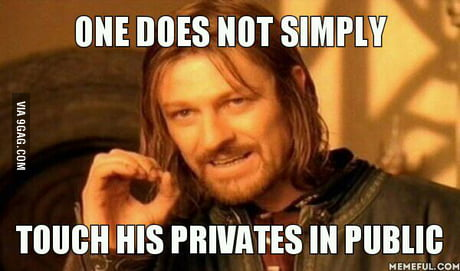 ONE DOES NOT SIMPLY
VIA 9GAG.COM
TOUCH HIS PRIVATES IN PUBLIC
MEMEFUL.COM